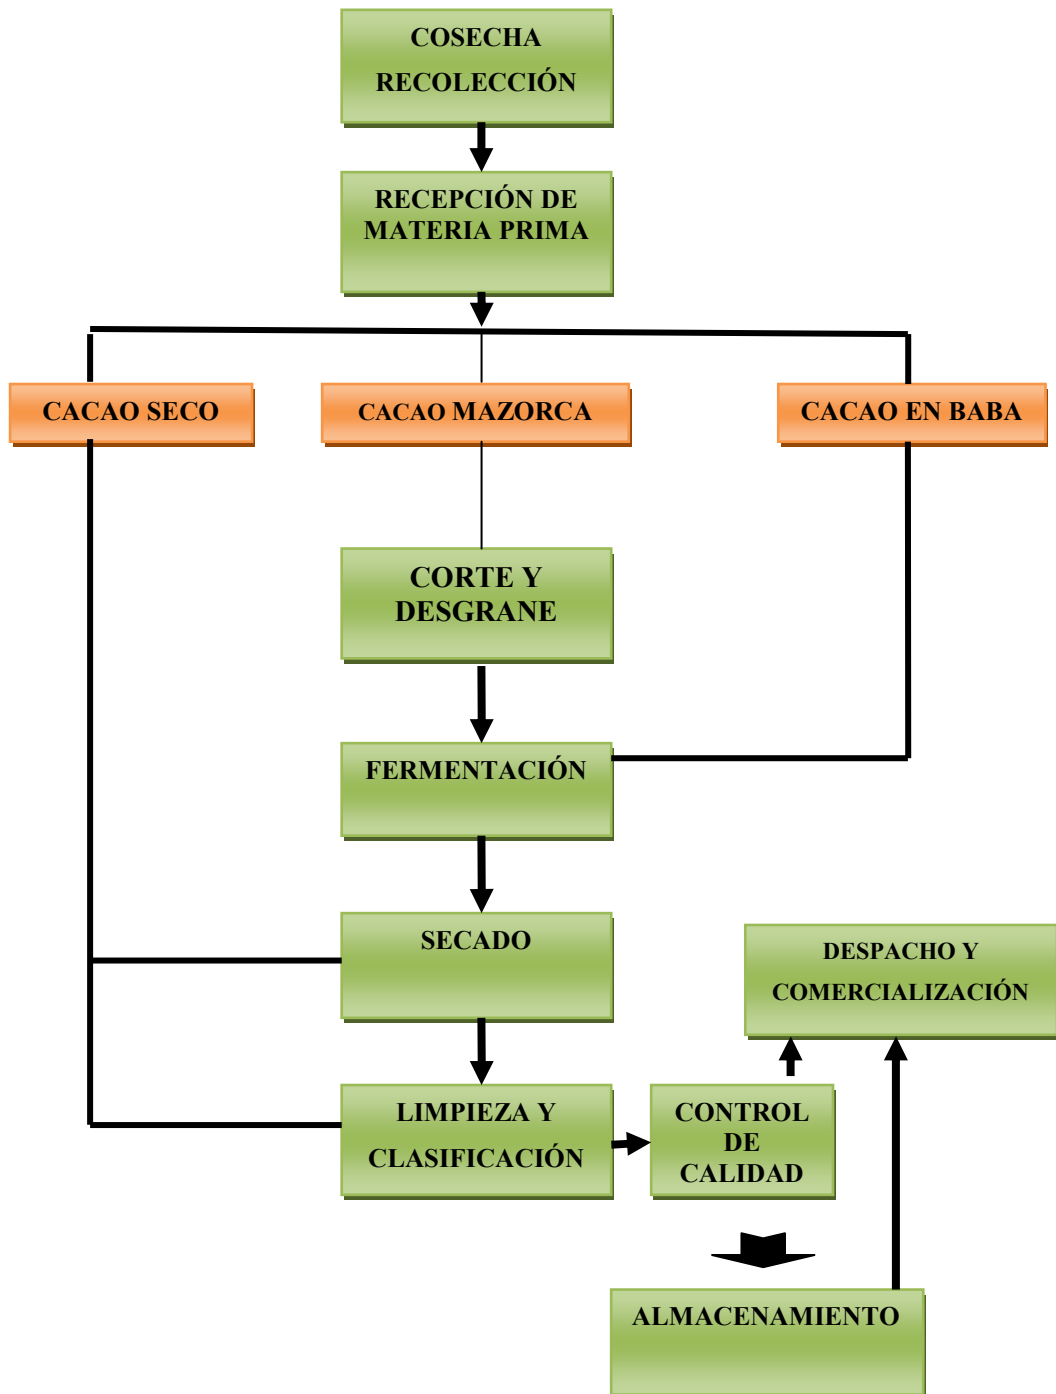 COSECHA
RECOLECCIÓN
RECEPCIÓN DE
MATERIA PRIMA
CACAO SECO
CACAO MAZORCA
CACAO EN BABA
CORTE Y
DESGRANE
FERMENTACIÓN
SECADO
DESPACHO Y
COMERCIALIZACIÓN
LIMPIEZA Y
CLASIFICACIÓN
CONTROL
DE
CALIDAD
ALMACENAMIENTO